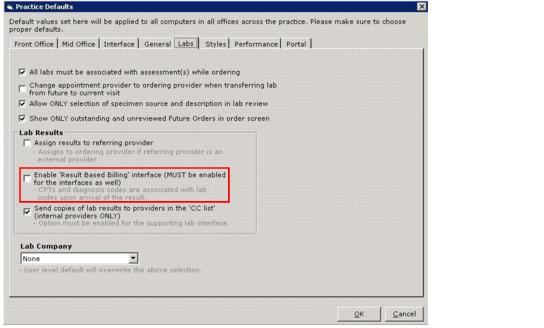 Practice Defaults
Default values set here will be applied to all computers in all offices across the practice. Please make sure to choose
proper defaults.
Front Office Mid Office Interface General Labs Styles Performance Portal
All labs must be associated with assessment(s) while ordering
Change appointment provider to ordering provider when transferring lab
from future to current visit
Allow ONLY selection of specimen source and description in lab review
Show ONLY outstanding and unreviewed Future Orders in order screen
Lab Results
Assign results to referring provider
- Assigns to ordering provider if referring provider is an
external provider
Enable 'Result Based Billing' interface (MUST be enabled
for the interfaces as well)
- CPTs and diagnosis codes are associated with lab
codes upon arrival of the result.
Send copies of lab results to providers in the 'CC list'
(internal providers ONLY)
- Option must be enabled for the supporting lab interface.
Lab Company
None
- User level default will overwrite the above selection.
OK Cancel